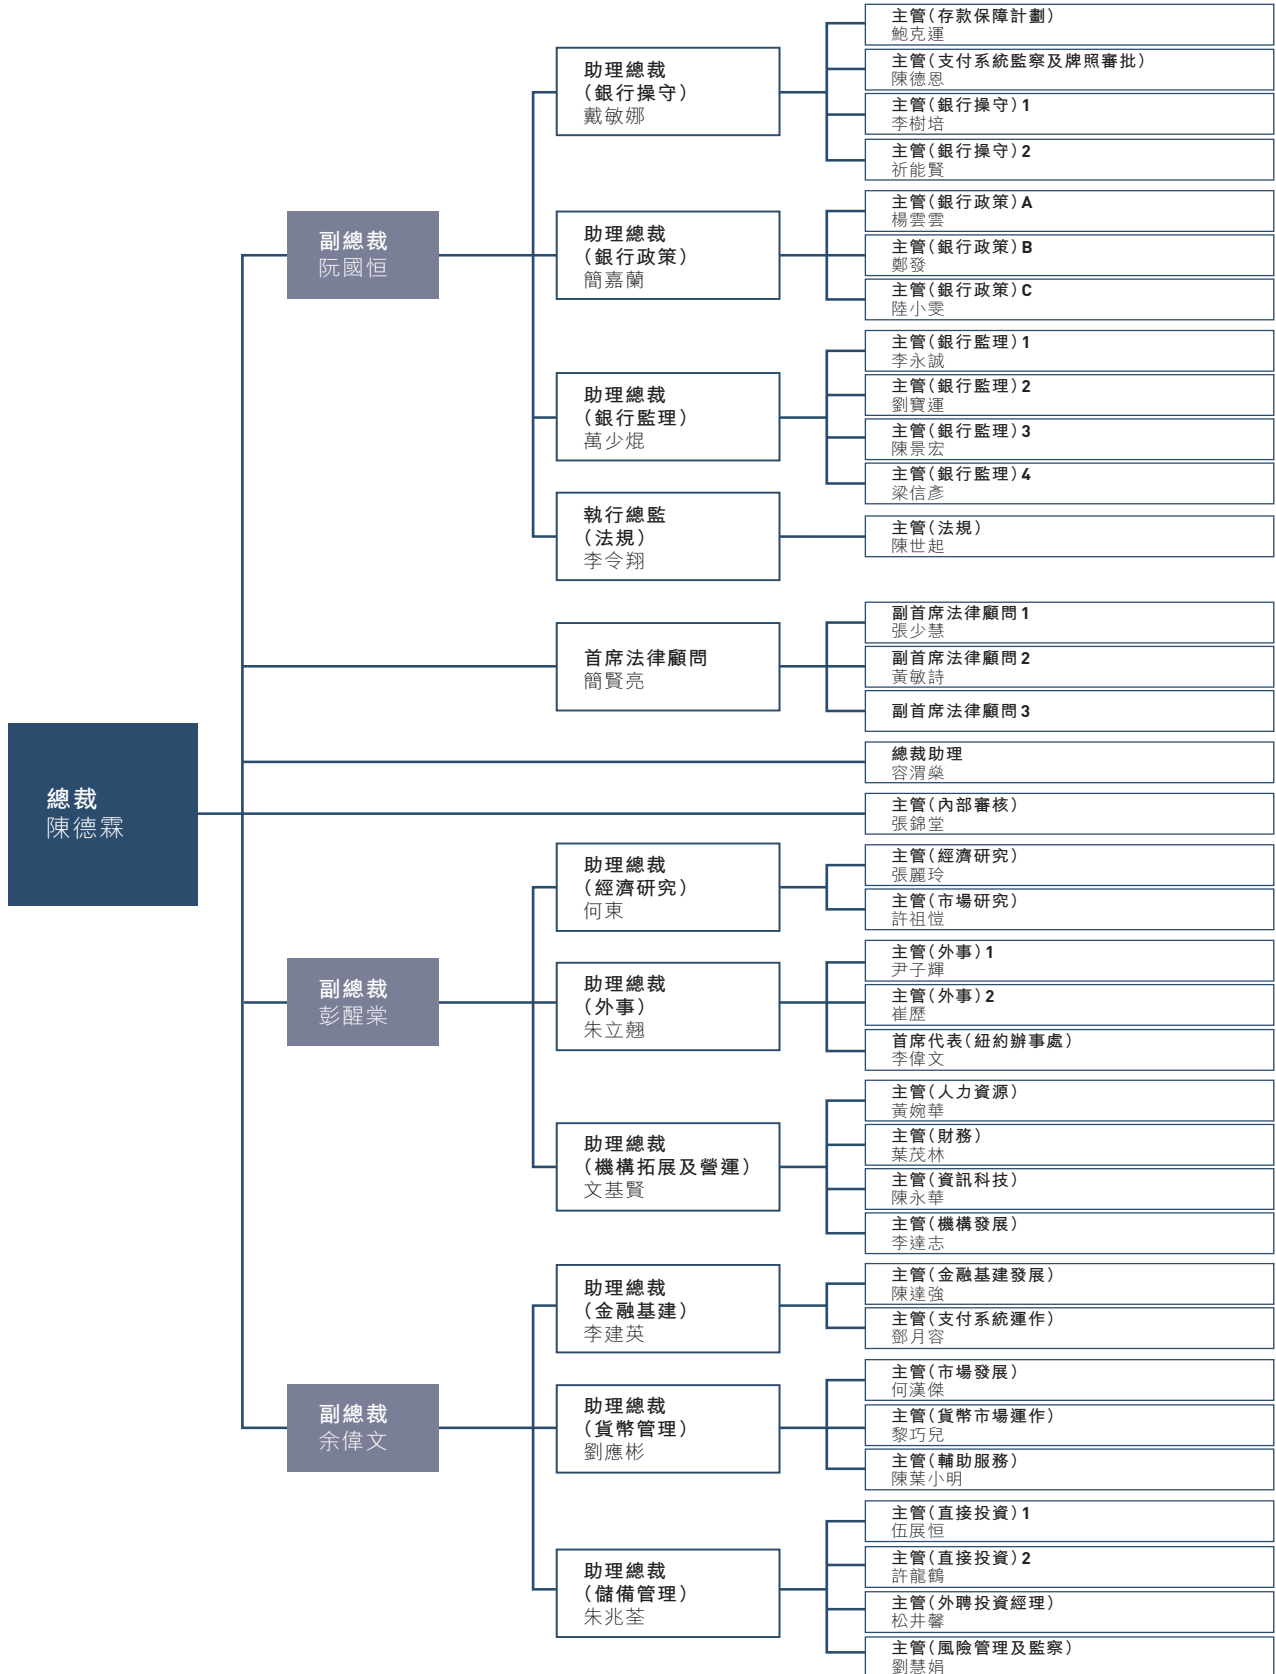 總裁
陳德霖
副總裁
阮國恒
助理總裁
(銀行操守)
戴敏娜
主管(存款保障計劃)
鮑克運
主管(支付系統監察及牌照審批)
陳德恩
主管(銀行操守)1
李樹培
主管(銀行操守)2
祈能賢
助理總裁
(銀行政策)
簡嘉蘭
主管(銀行政策)A
楊雲雲
主管(銀行政策)B
鄭發
主管(銀行政策)C
陸小雯
助理總裁
(銀行監理)
萬少焜
主管(銀行監理)1
李永誠
主管(銀行監理)2
劉寶運
主管(銀行監理)3
陳景宏
主管(銀行監理)4
梁信彥
執行總監
(法規)
李令翔
主管(法規)
陳世起
首席法律顧問
簡賢亮
副首席法律顧問1
張少慧
副首席法律顧問2
黃敏詩
副首席法律顧問3
總裁助理
容渭燊
主管(內部審核)
張錦堂
副總裁
彭醒棠
助理總裁
(經濟研究)
何東
主管(經濟研究)
張麗玲
主管(市場研究)
許祖愷
助理總裁
(外事)
朱立翹
主管(外事)1
尹子輝
主管(外事)2
崔歷
首席代表(紐約辦事處)
李偉文
助理總裁
(機構拓展及營運)
文基賢
主管(人力資源)
黃婉華
主管(財務)
葉茂林
主管(資訊科技)
陳永華
主管(機構發展)
李達志
副總裁
余偉文
助理總裁
(金融基建)
李建英
主管(金融基建發展)
陳達強
主管(支付系統運作)
鄧月容
助理總裁
(貨幣管理)
劉應彬
主管(市場發展)
何漢傑
主管(貨幣市場運作)
黎巧兒
主管(輔助服務)
陳葉小明
助理總裁
(儲備管理)
朱兆荃
主管(直接投資)1
伍展恒
主管(直接投資)2
許龍鶴
主管(外聘投資經理)
松井馨
主管(風險管理及監察)
劉慧娟